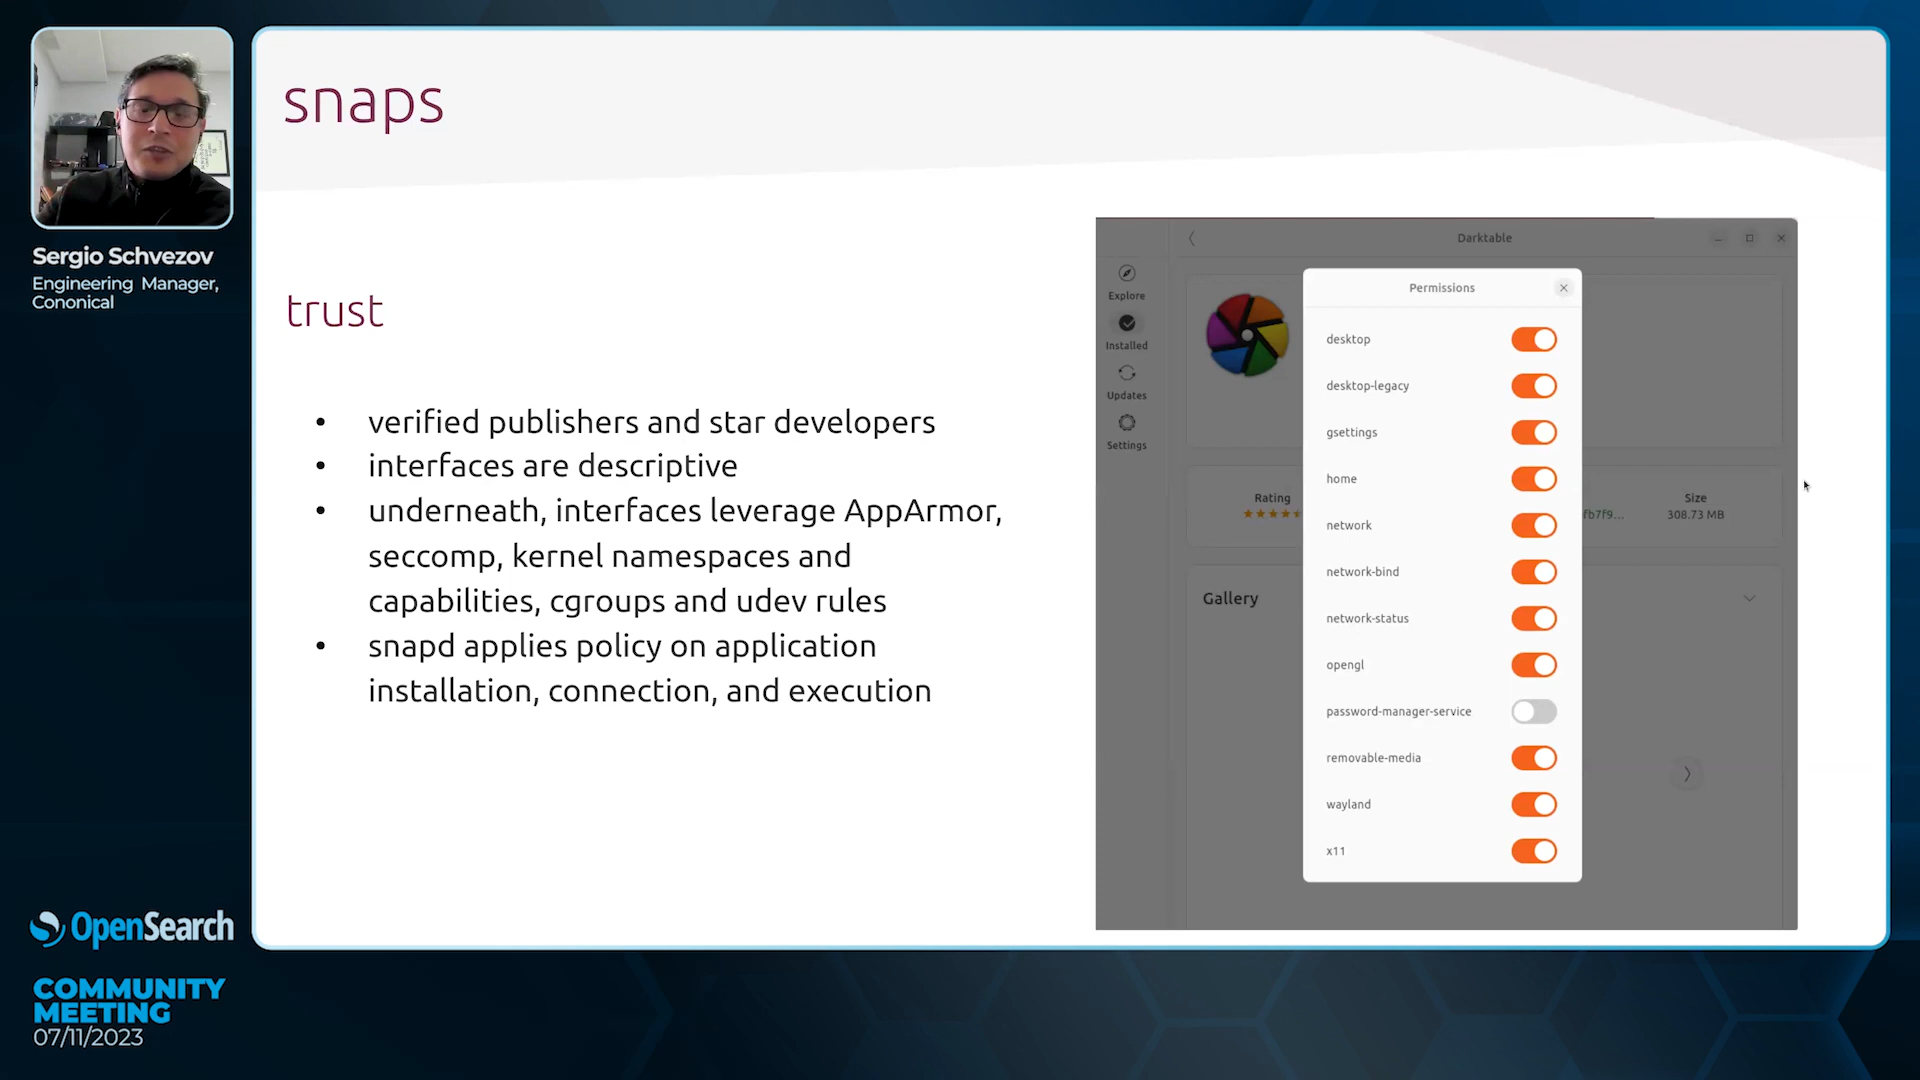 snaps
Sergio Schvezov
Engineering Manager,
Cononical
trust
• verified publishers and star developers
• interfaces are descriptive
• underneath, interfaces leverage AppArmor,
seccomp, kernel namespaces and
capabilities, cgroups and udev rules
• snapd applies policy on application
installation, connection, and execution
Darktable
Explore
Installed
Updates
Settings
Rating
fb7f9...
Size
308.73 MB
Gallery
Permissions
desktop
desktop-legacy
gsettings
home
network
network-bind
network-status
opengl
password-manager-service
removable-media
wayland
x11
OpenSearch
COMMUNITY
MEETING
07/11/2023